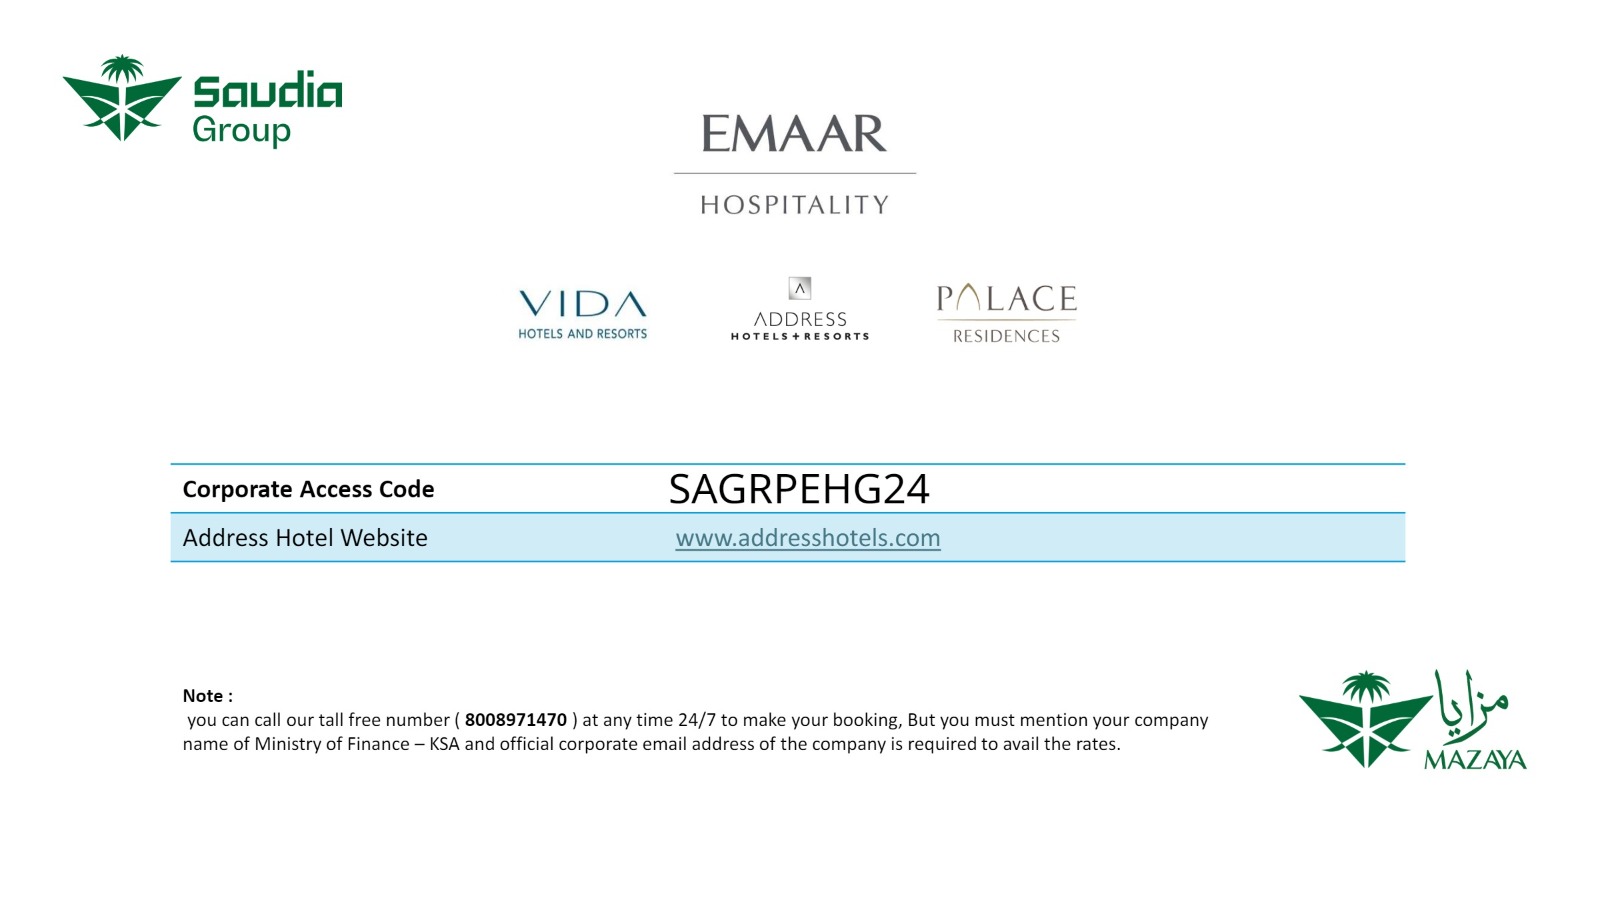 Saudia
Group
EMAAR
HOSPITALITY
VIDA
HOTELS AND RESORTS
A
ADDRESS
HOTELS+RESORTS
PALACE
RESIDENCES
Corporate Access Code SAGRPEHG24
Address Hotel Website www.addresshotels.com
Note :
you can call our tall free number ( 8008971470 ) at any time 24/7 to make your booking, But you must mention your company
name of Ministry of Finance – KSA and official corporate email address of the company is required to avail the rates.
مزايا
MAZAYA